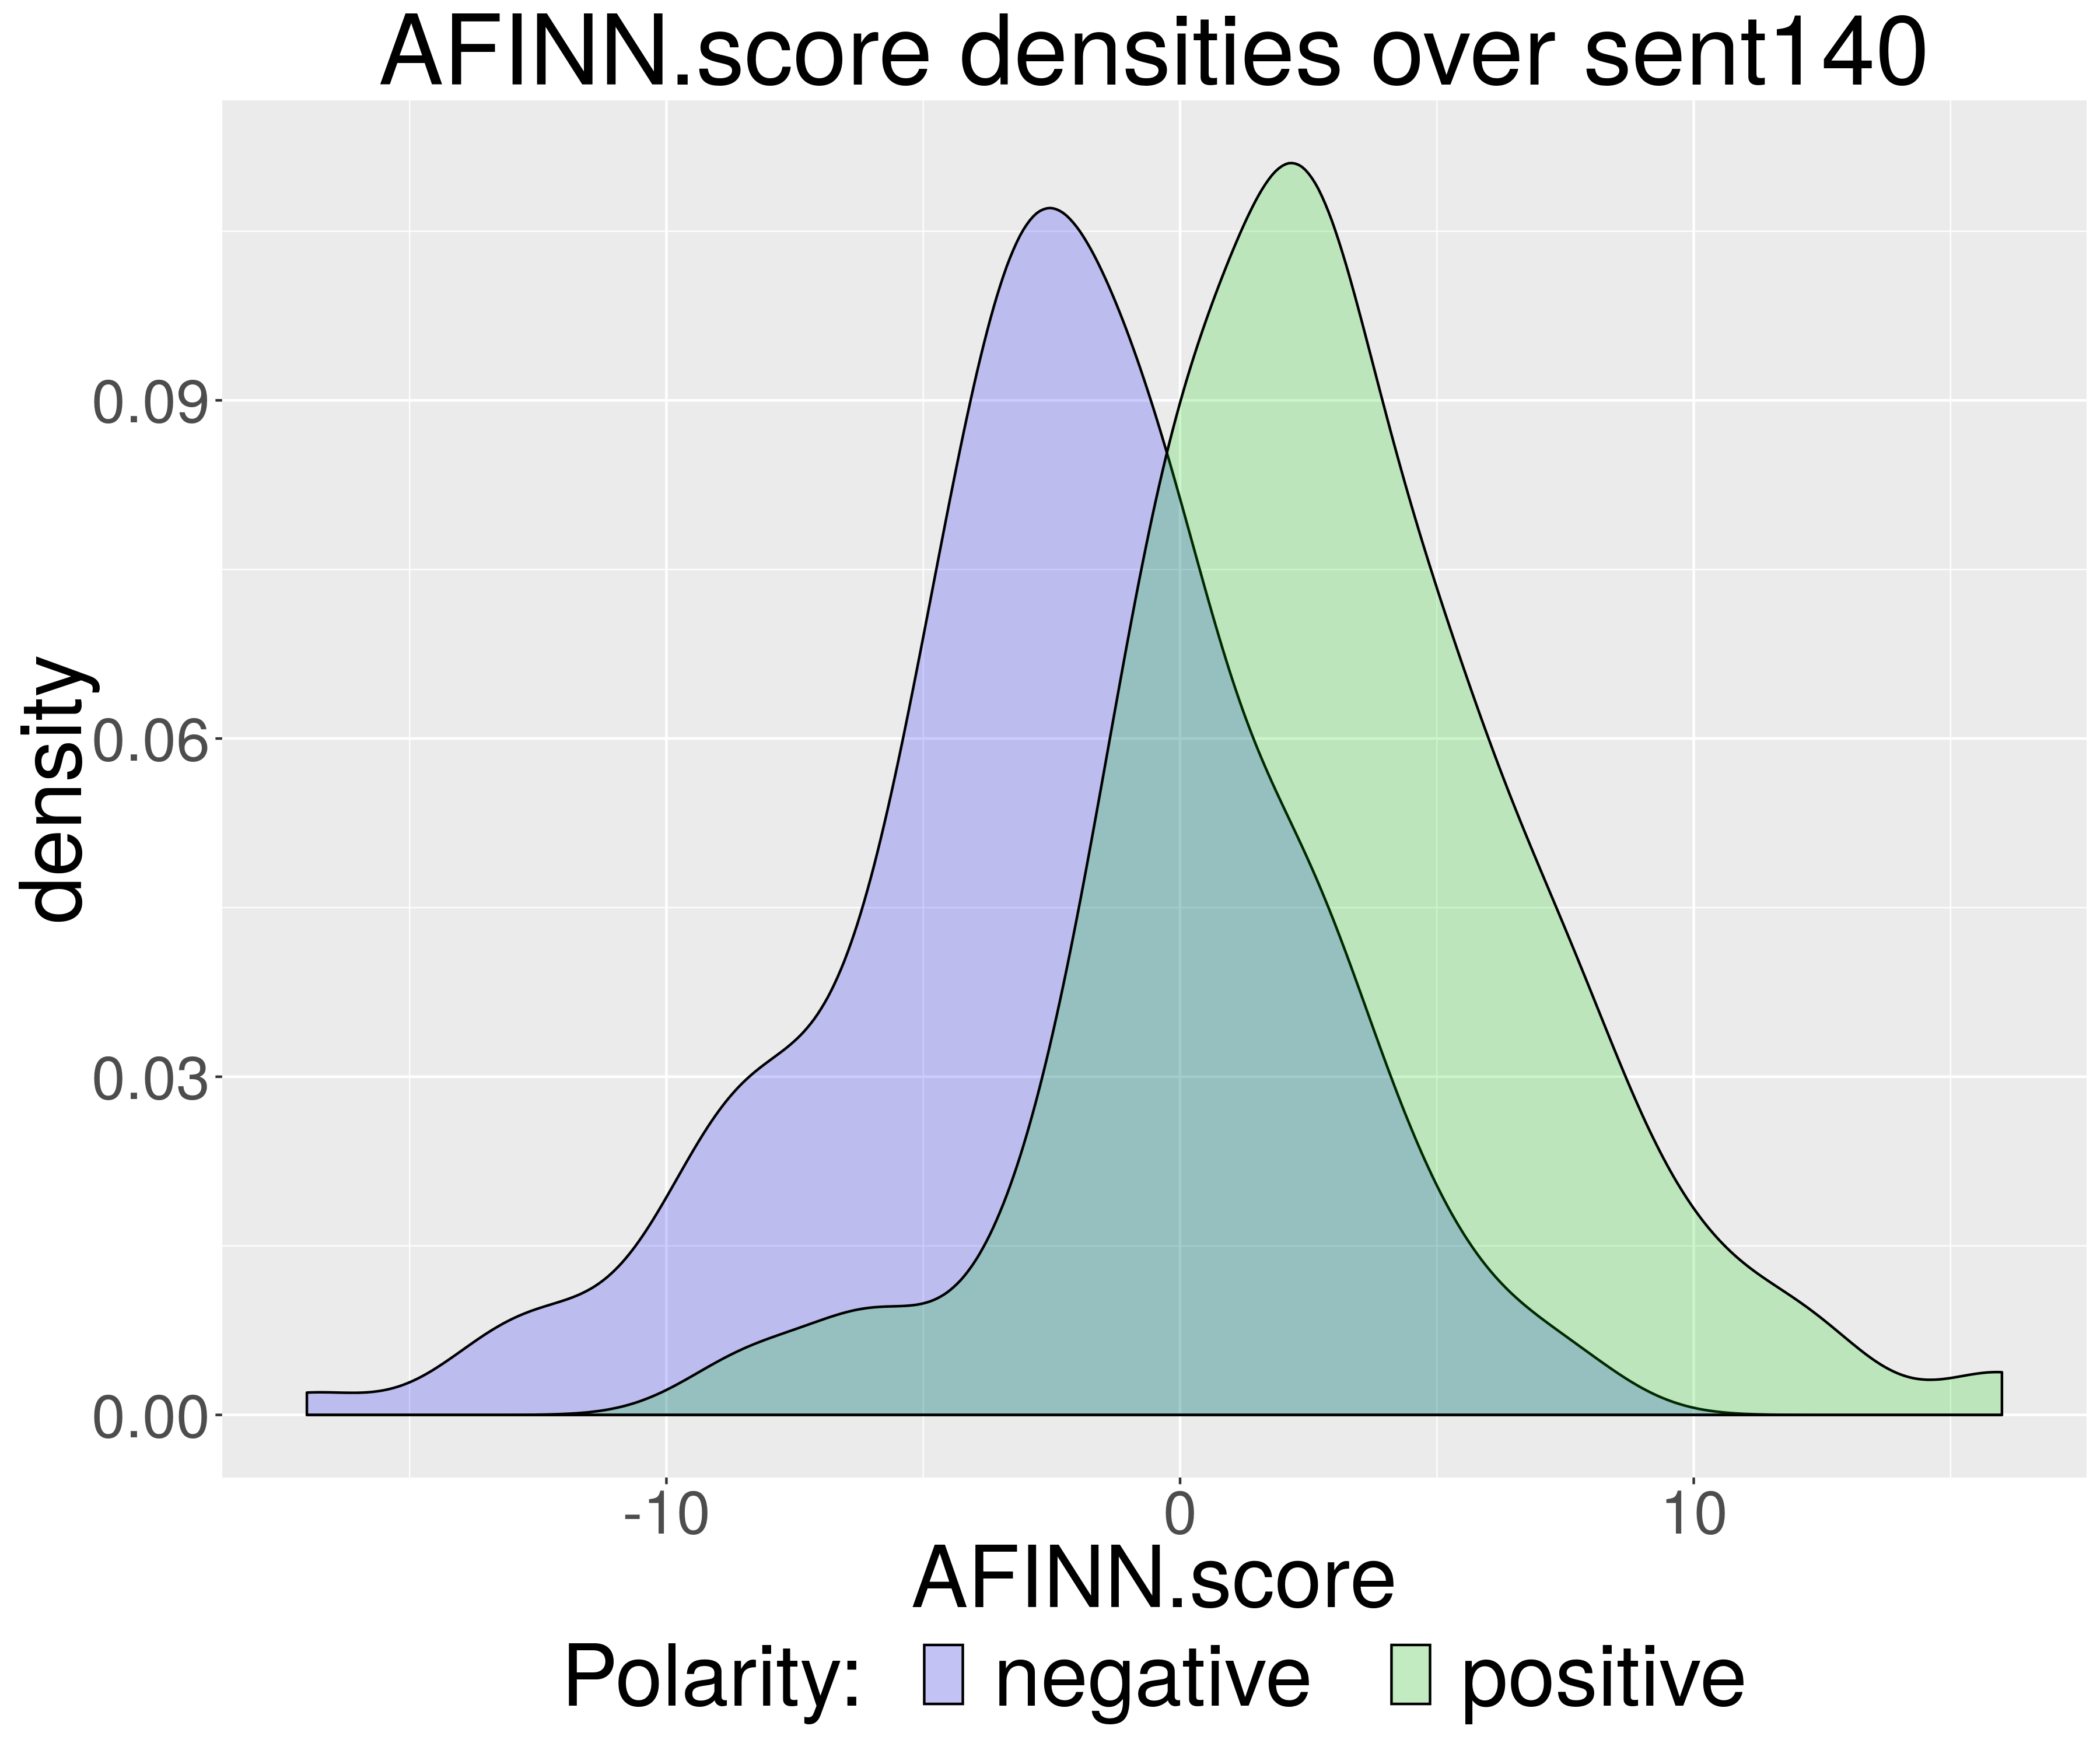 AFINN.score densities over sent140
density
0.09
0.06
0.03
0.00
-10 0 10
AFINN.score
Polarity: negative positive